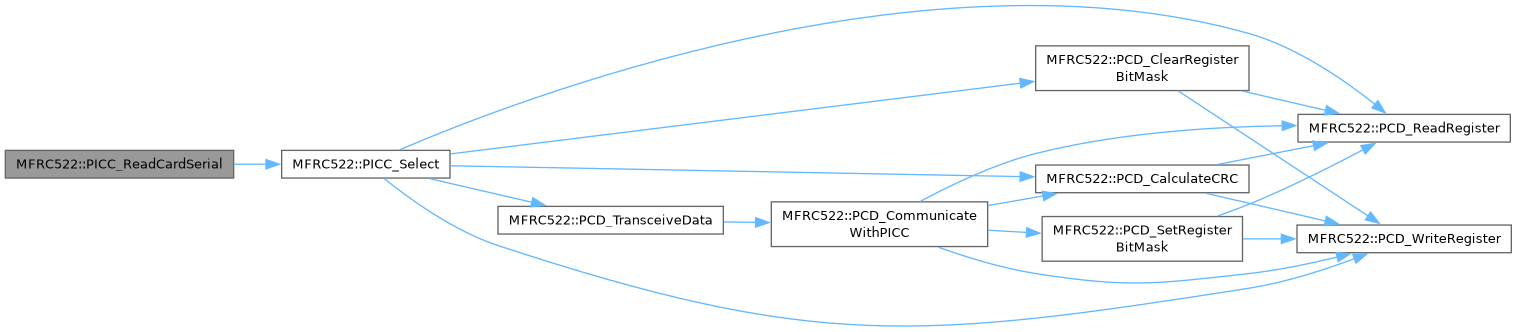 MFRC522::PICC_ReadCardSerial
MFRC522::PICC_Select
MFRC522::PCD_TransceiveData
MFRC522::PCD_Communicate
WithPICC
MFRC522::PCD_ClearRegister
BitMask
MFRC522::PCD_CalculateCRC
MFRC522::PCD_SetRegister
BitMask
MFRC522::PCD_ReadRegister
MFRC522::PCD_WriteRegister